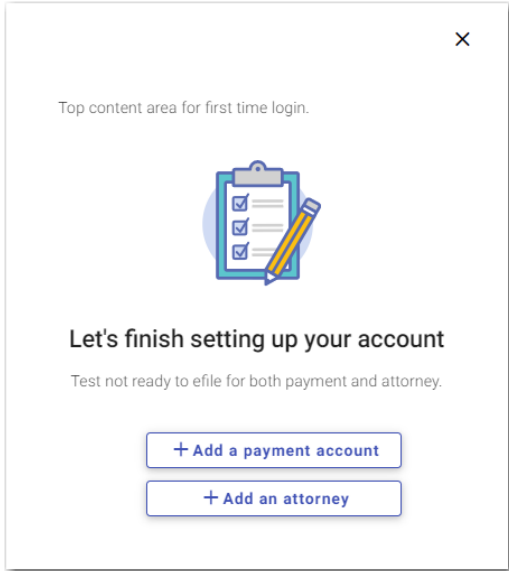 Top content area for first time login.
Let's finish setting up your account
Test not ready to efile for both payment and attorney.
+ Add a payment account
+ Add an attorney